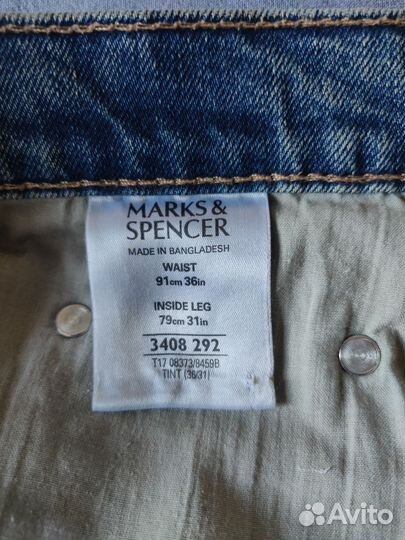 MARKS &
SPENCER
MADE IN BANGLADESH
WAIST
91cm 36in
INSIDE LEG
79cm 31in
3408 292
T17 08373/8459B
TINT (36/31)
Avito